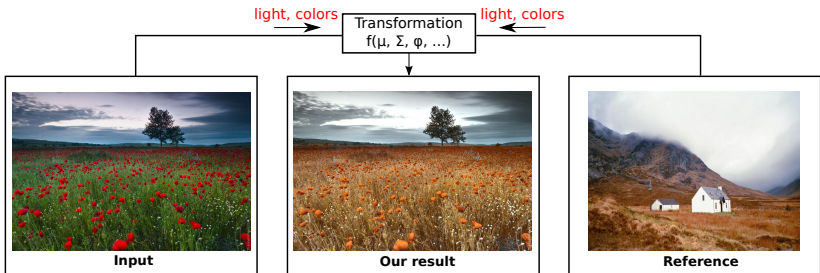 light, colors
Transformation
f(μ, Σ, φ, ...)
light, colors
Input
Our result
Reference